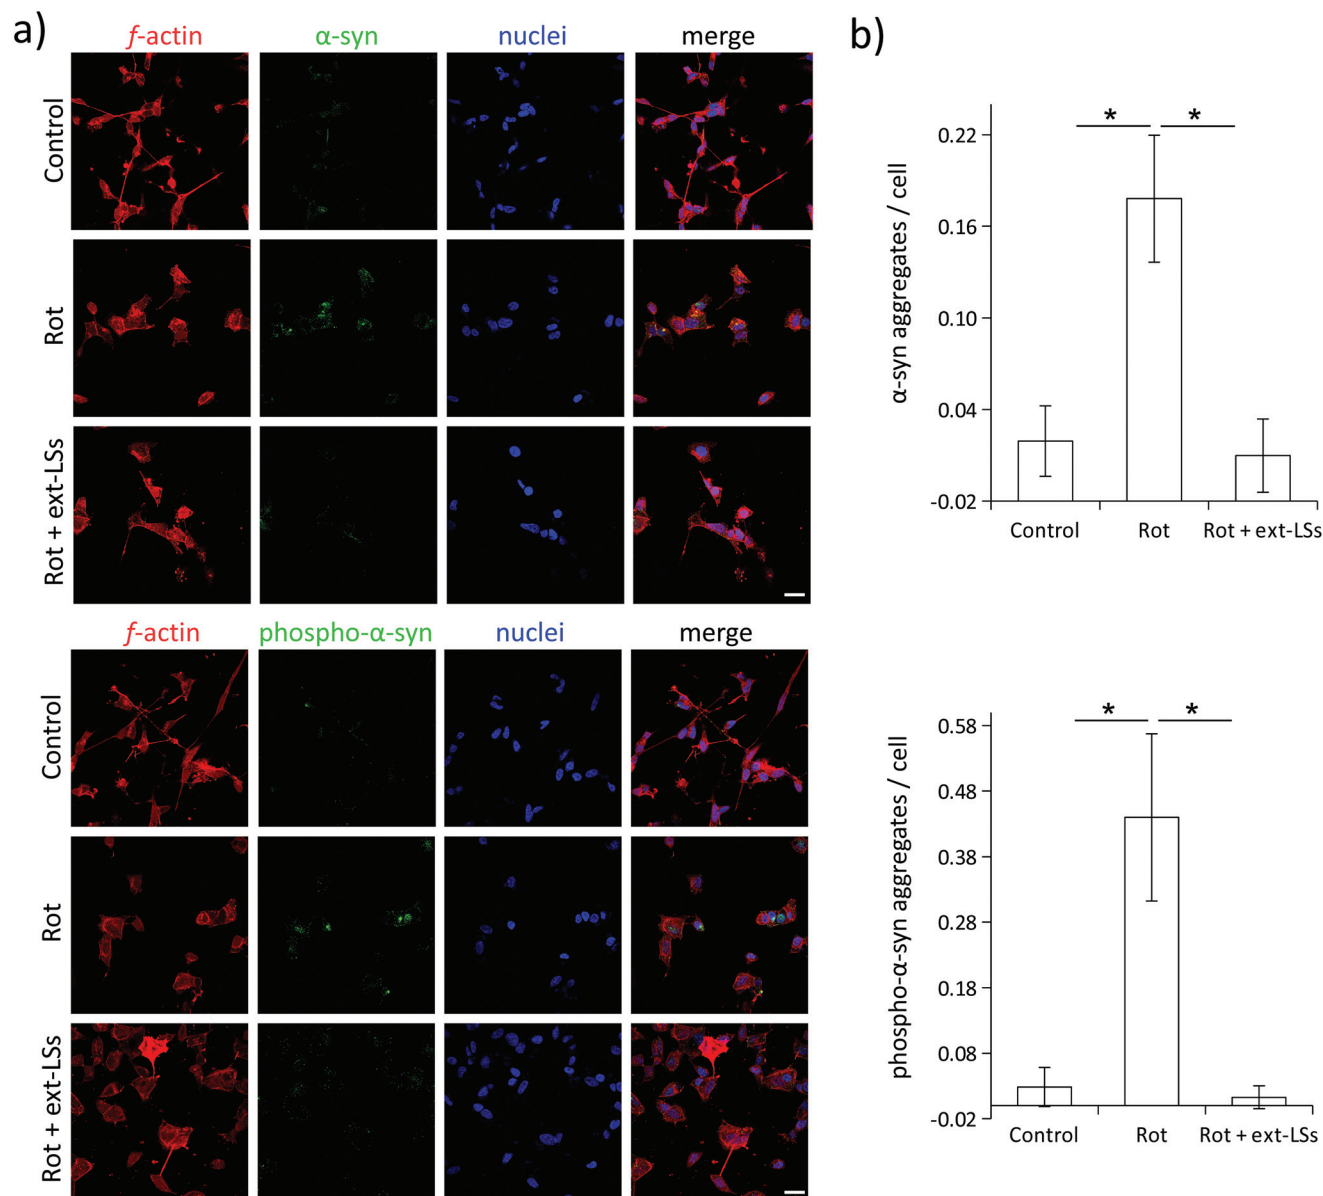 a)
f-actin α-syn nuclei merge
Control
Rot
Rot + ext-LSs
f-actin phospho-α-syn nuclei merge
Control
Rot
Rot + ext-LSs
b)
α-syn aggregates / cell
* *
0.22
0.16
0.10
0.04
-0.02
Control Rot Rot + ext-LSs
phospho-α-syn aggregates / cell
* *
0.58
0.48
0.38
0.28
0.18
0.08
-0.02
Control Rot Rot + ext-LSs